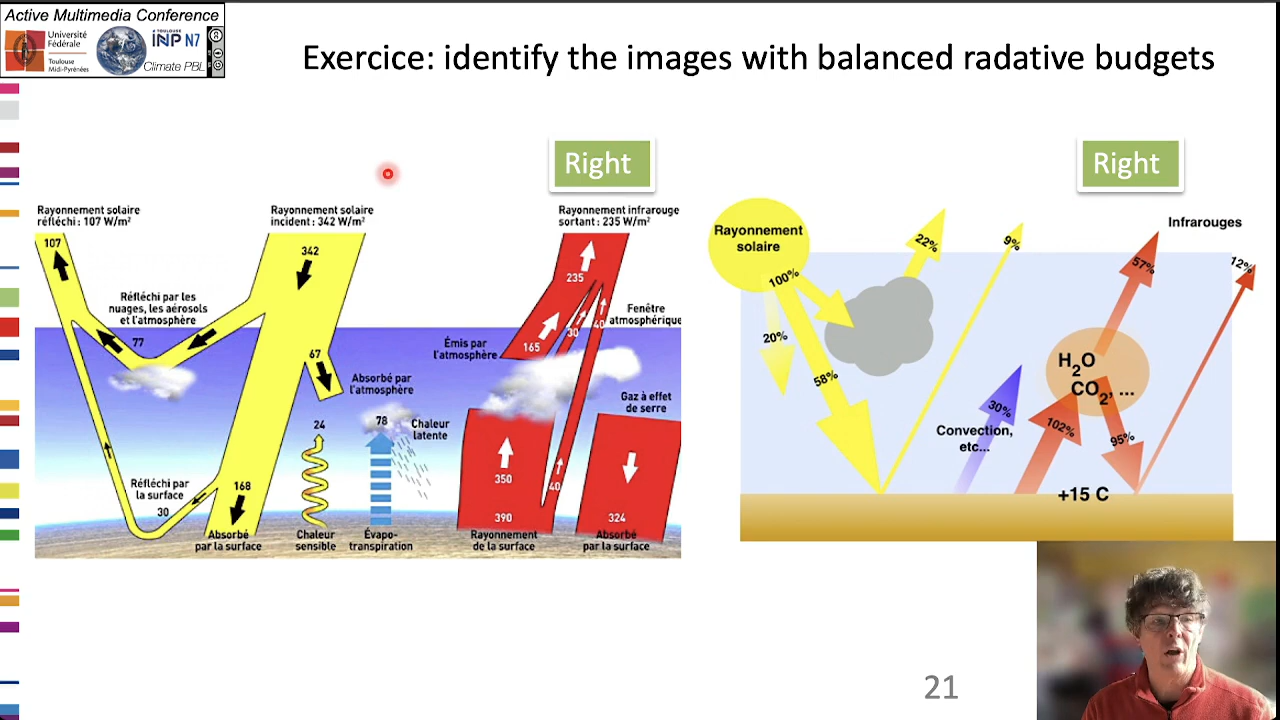 Active Multimedia Conference
Université
Fédérale
Toulouse
Midi-Pyrénées
INP N7
Climate PBL
Exercice: identify the images with balanced radative budgets
Right
Right
Rayonnement solaire
réfléchi : 107 W/m²
Rayonnement solaire
incident : 342 W/m²
Rayonnement infrarouge
sortant : 235 W/m²
107
342
235
Réfléchi par les
nuages, les aérosols
et l'atmosphère
77
67
Absorbé par
l'atmosphère
Émis par
l'atmosphère
165
30
40
Fenêtre
atmosphérique
Gaz à effet
de serre
24
78
Chaleur
latente
Réfléchi par
la surface
30
168
350
40
390
324
Absorbé
par la surface
Chaleur
sensible
Évapo-
transpiration
Rayonnement
de la surface
Absorbé
par la surface
Rayonnement
solaire
100%
22%
9%
Infrarouges
57%
12%
20%
58%
H2O
CO2, ...
30%
Convection,
etc...
102%
95%
+15 C
21